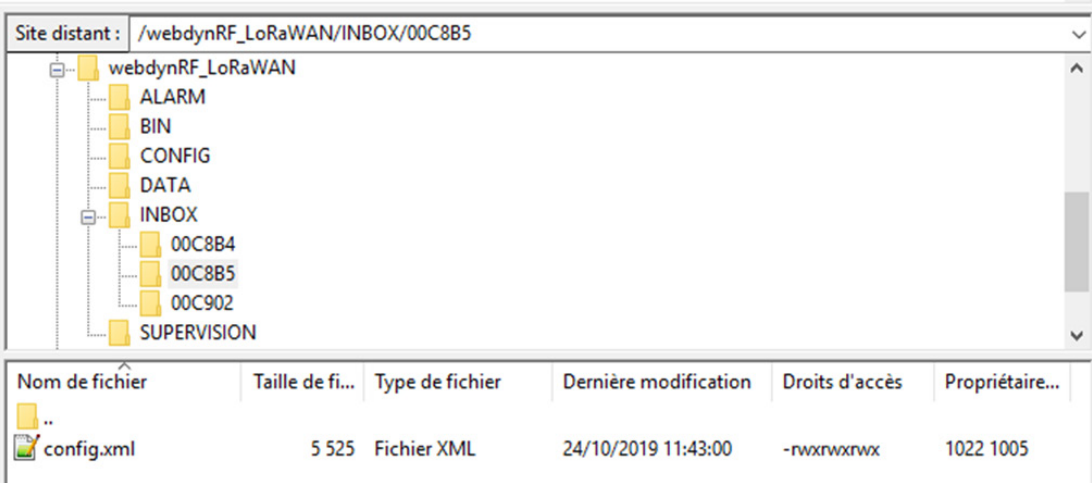 Site distant : /webdynRF_LoRaWAN/INBOX/00C8B5
webdynRF_LoRaWAN
ALARM
BIN
CONFIG
DATA
INBOX
00C8B4
00C8B5
00C902
SUPERVISION
Nom de fichier Taille de fi... Type de fichier Dernière modification Droits d'accès Propriétaire...
..
config.xml 5 525 Fichier XML 24/10/2019 11:43:00 -rwxrwxrwx 1022 1005